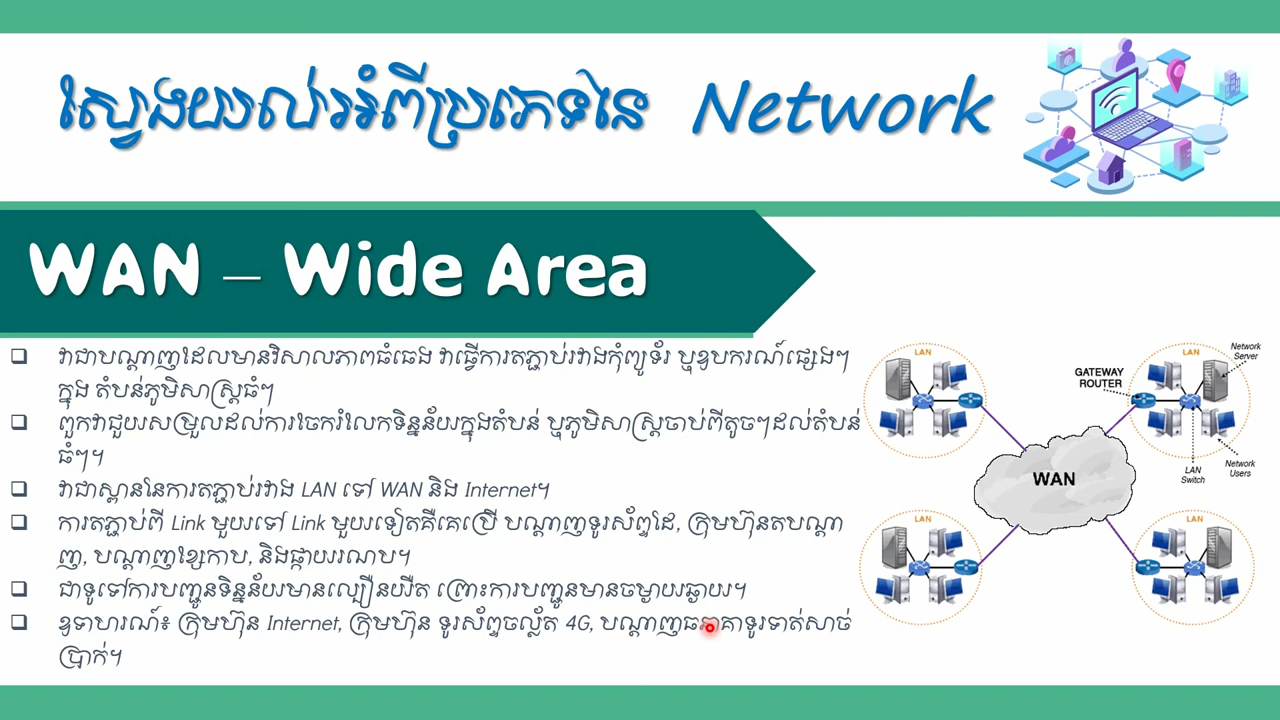 ស្វែងយល់អំពីប្រភេទនៃ Network
WAN – Wide Area
វាជាបណ្តាញដែលមានវិសាលភាពធំធេង វាធ្វើការតភ្ជាប់រវាងកុំព្យូទ័រ ឬឧបករណ៍ផ្សេងៗ
ក្នុង តំបន់ភូមិសាស្ត្រធំៗ
ពួកវាជួយសម្រួលដល់ការចែករំលែកទិន្នន័យក្នុងតំបន់ ឬភូមិសាស្ត្រចាប់ពីតូចៗដល់តំបន់
ធំៗ។
វាជាស្ពាននៃការតភ្ជាប់រវាង LAN ទៅ WAN និង Internet។
ការតភ្ជាប់ពី Link មួយទៅ Link មួយទៀតគឺគេប្រើ បណ្តាញទូរស័ព្ទដៃ, ក្រុមហ៊ុនតបណ្តា
ញ, បណ្តាញខ្សែកាប, និងផ្កាយរណប។
ជាទូទៅការបញ្ជូនទិន្នន័យមានល្បឿនយឺត ព្រោះការបញ្ជូនមានចម្ងាយឆ្ងាយ។
ឧទាហរណ៍៖ ក្រុមហ៊ុន Internet, ក្រុមហ៊ុន ទូរស័ព្ទចល្ល័ត 4G, បណ្តាញធនាគាទូរទាត់សាច់
ប្រាក់។
LAN
LAN
Network
Server
GATEWAY
ROUTER
WAN
LAN
Switch
Network
Users
LAN
LAN